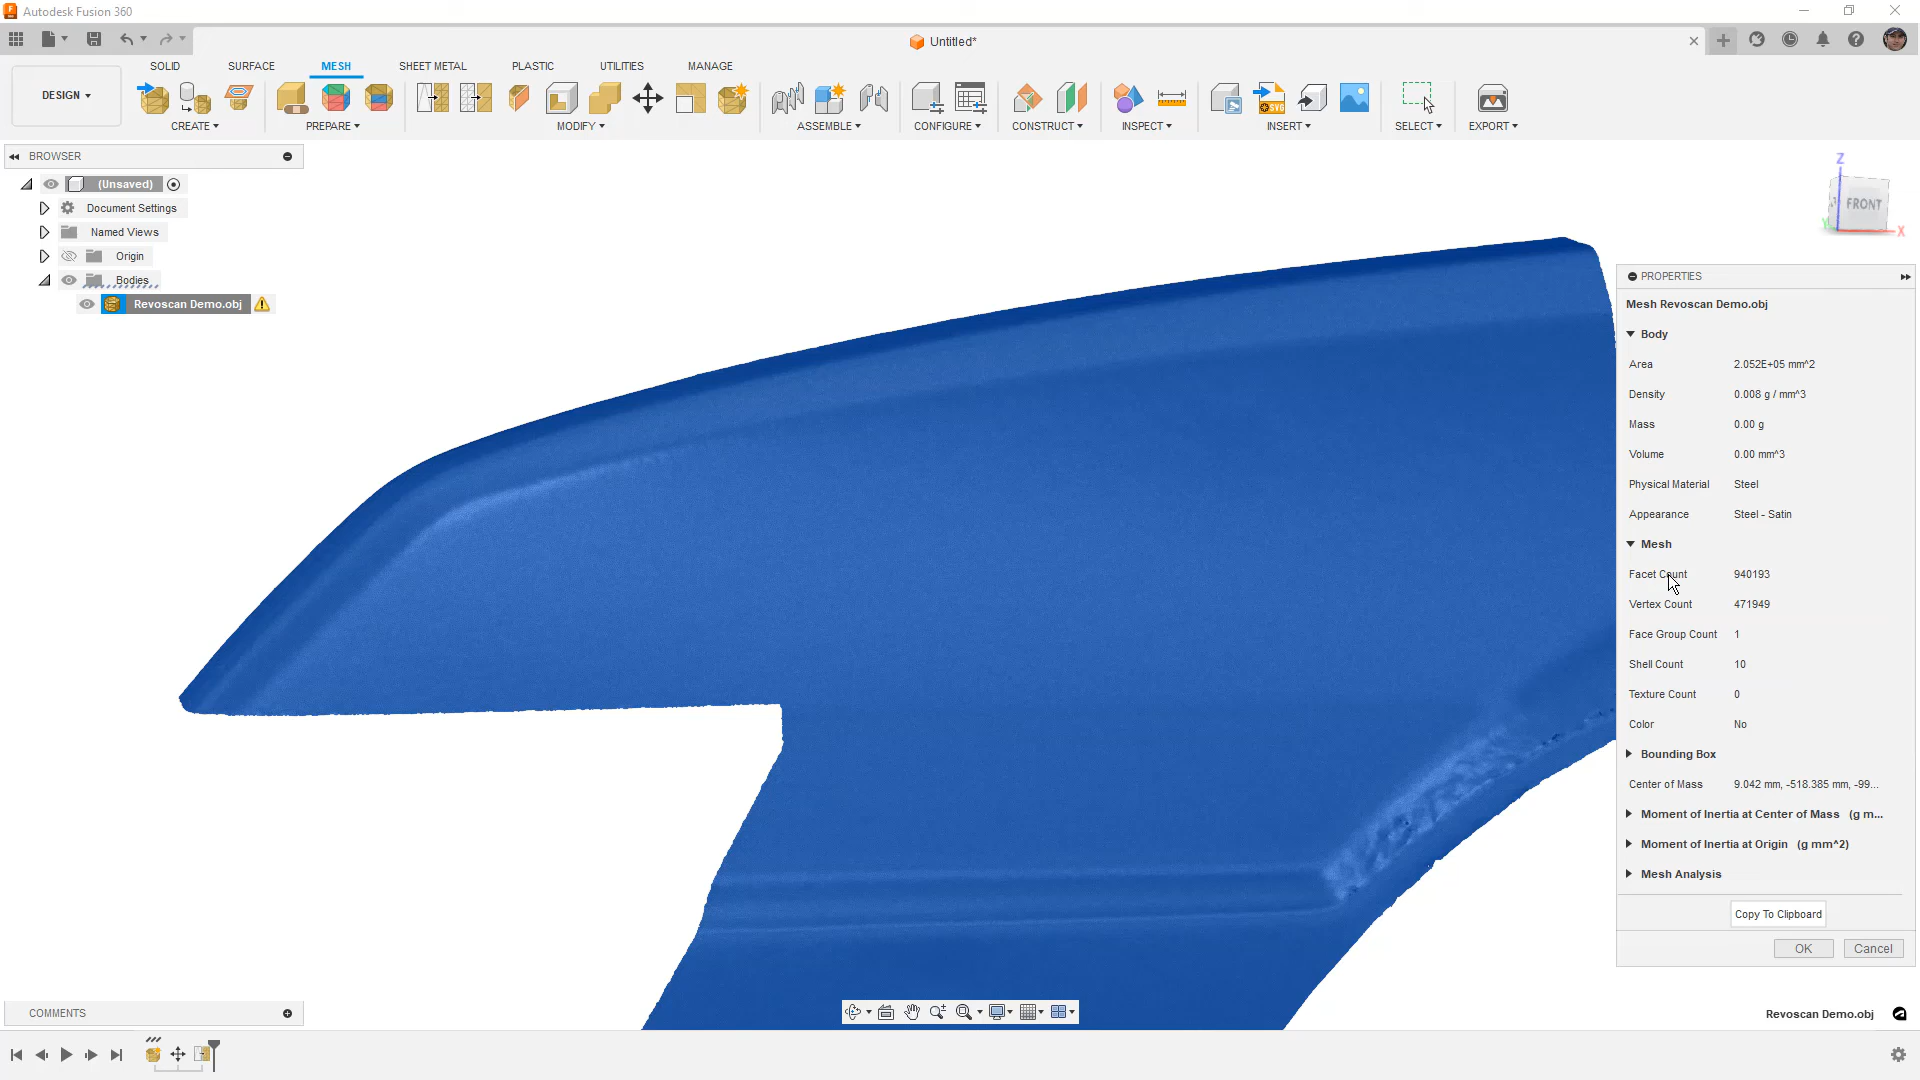 Autodesk Fusion 360
Untitled*
DESIGN
SOLID
SURFACE
MESH
SHEET METAL
PLASTIC
UTILITIES
MANAGE
CREATE
PREPARE
MODIFY
ASSEMBLE
CONFIGURE
CONSTRUCT
INSPECT
INSERT
SELECT
EXPORT
BROWSER
(Unsaved)
Document Settings
Named Views
Origin
Bodies
Revoscan Demo.obj
Z
FRONT
X
Y
PROPERTIES
Mesh Revoscan Demo.obj
Body
Area 2.052E+05 mm^2
Density 0.008 g / mm^3
Mass 0.00 g
Volume 0.00 mm^3
Physical Material Steel
Appearance Steel - Satin
Mesh
Facet Count 940193
Vertex Count 471949
Face Group Count 1
Shell Count 10
Texture Count 0
Color No
Bounding Box
Center of Mass 9.042 mm, -518.385 mm, -99...
Moment of Inertia at Center of Mass (g m...
Moment of Inertia at Origin (g mm^2)
Mesh Analysis
Copy To Clipboard
OK Cancel
COMMENTS
Revoscan Demo.obj